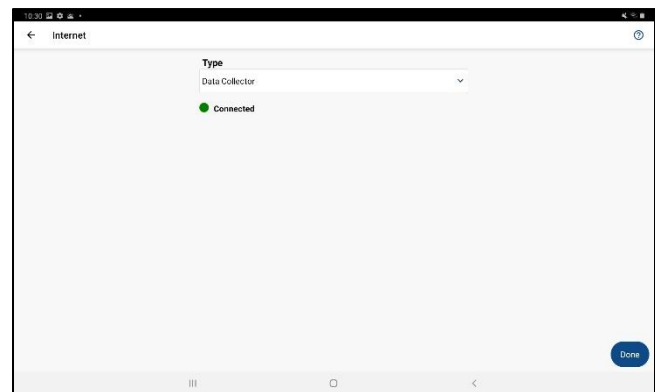 10:30
Internet
Type
Data Collector
Connected
Done